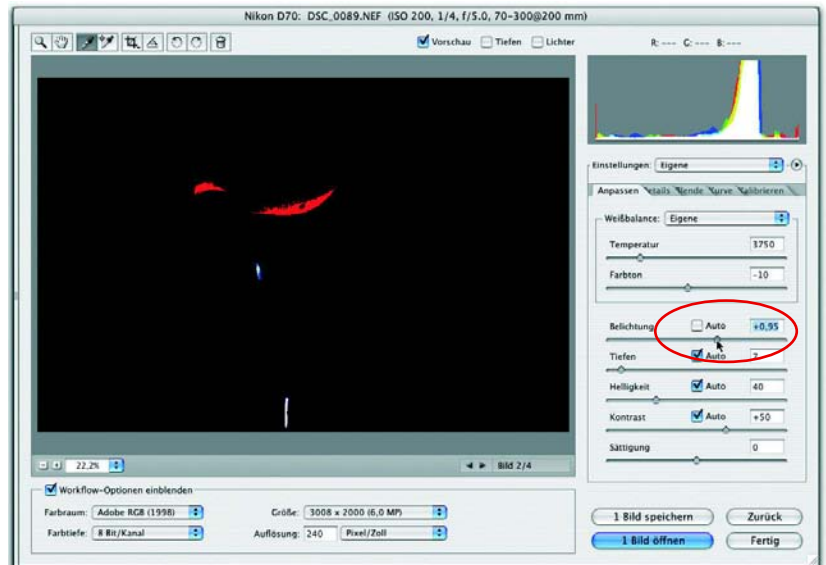 Nikon D70: DSC_0089.NEF (ISO 200, 1/4, f/5.0, 70-300@200 mm)
Vorschau Tiefen Lichter
R: --- G: --- B: ---
Einstellungen: Eigene
Anpassen Details Blende Kurve Kalibrieren
Weißbalance: Eigene
Temperatur 3750
Farbton -10
Belichtung Auto +0,95
Tiefen Auto 7
Helligkeit Auto 40
Kontrast Auto +50
Sättigung 0
22,2% Bild 2/4
Workflow-Optionen einblenden
Farbraum: Adobe RGB (1998) Größe: 3008 x 2000 (6,0 MP)
Farbtiefe: 8 Bit/Kanal Auflösung: 240 Pixel/Zoll
1 Bild speichern Zurück
1 Bild öffnen Fertig